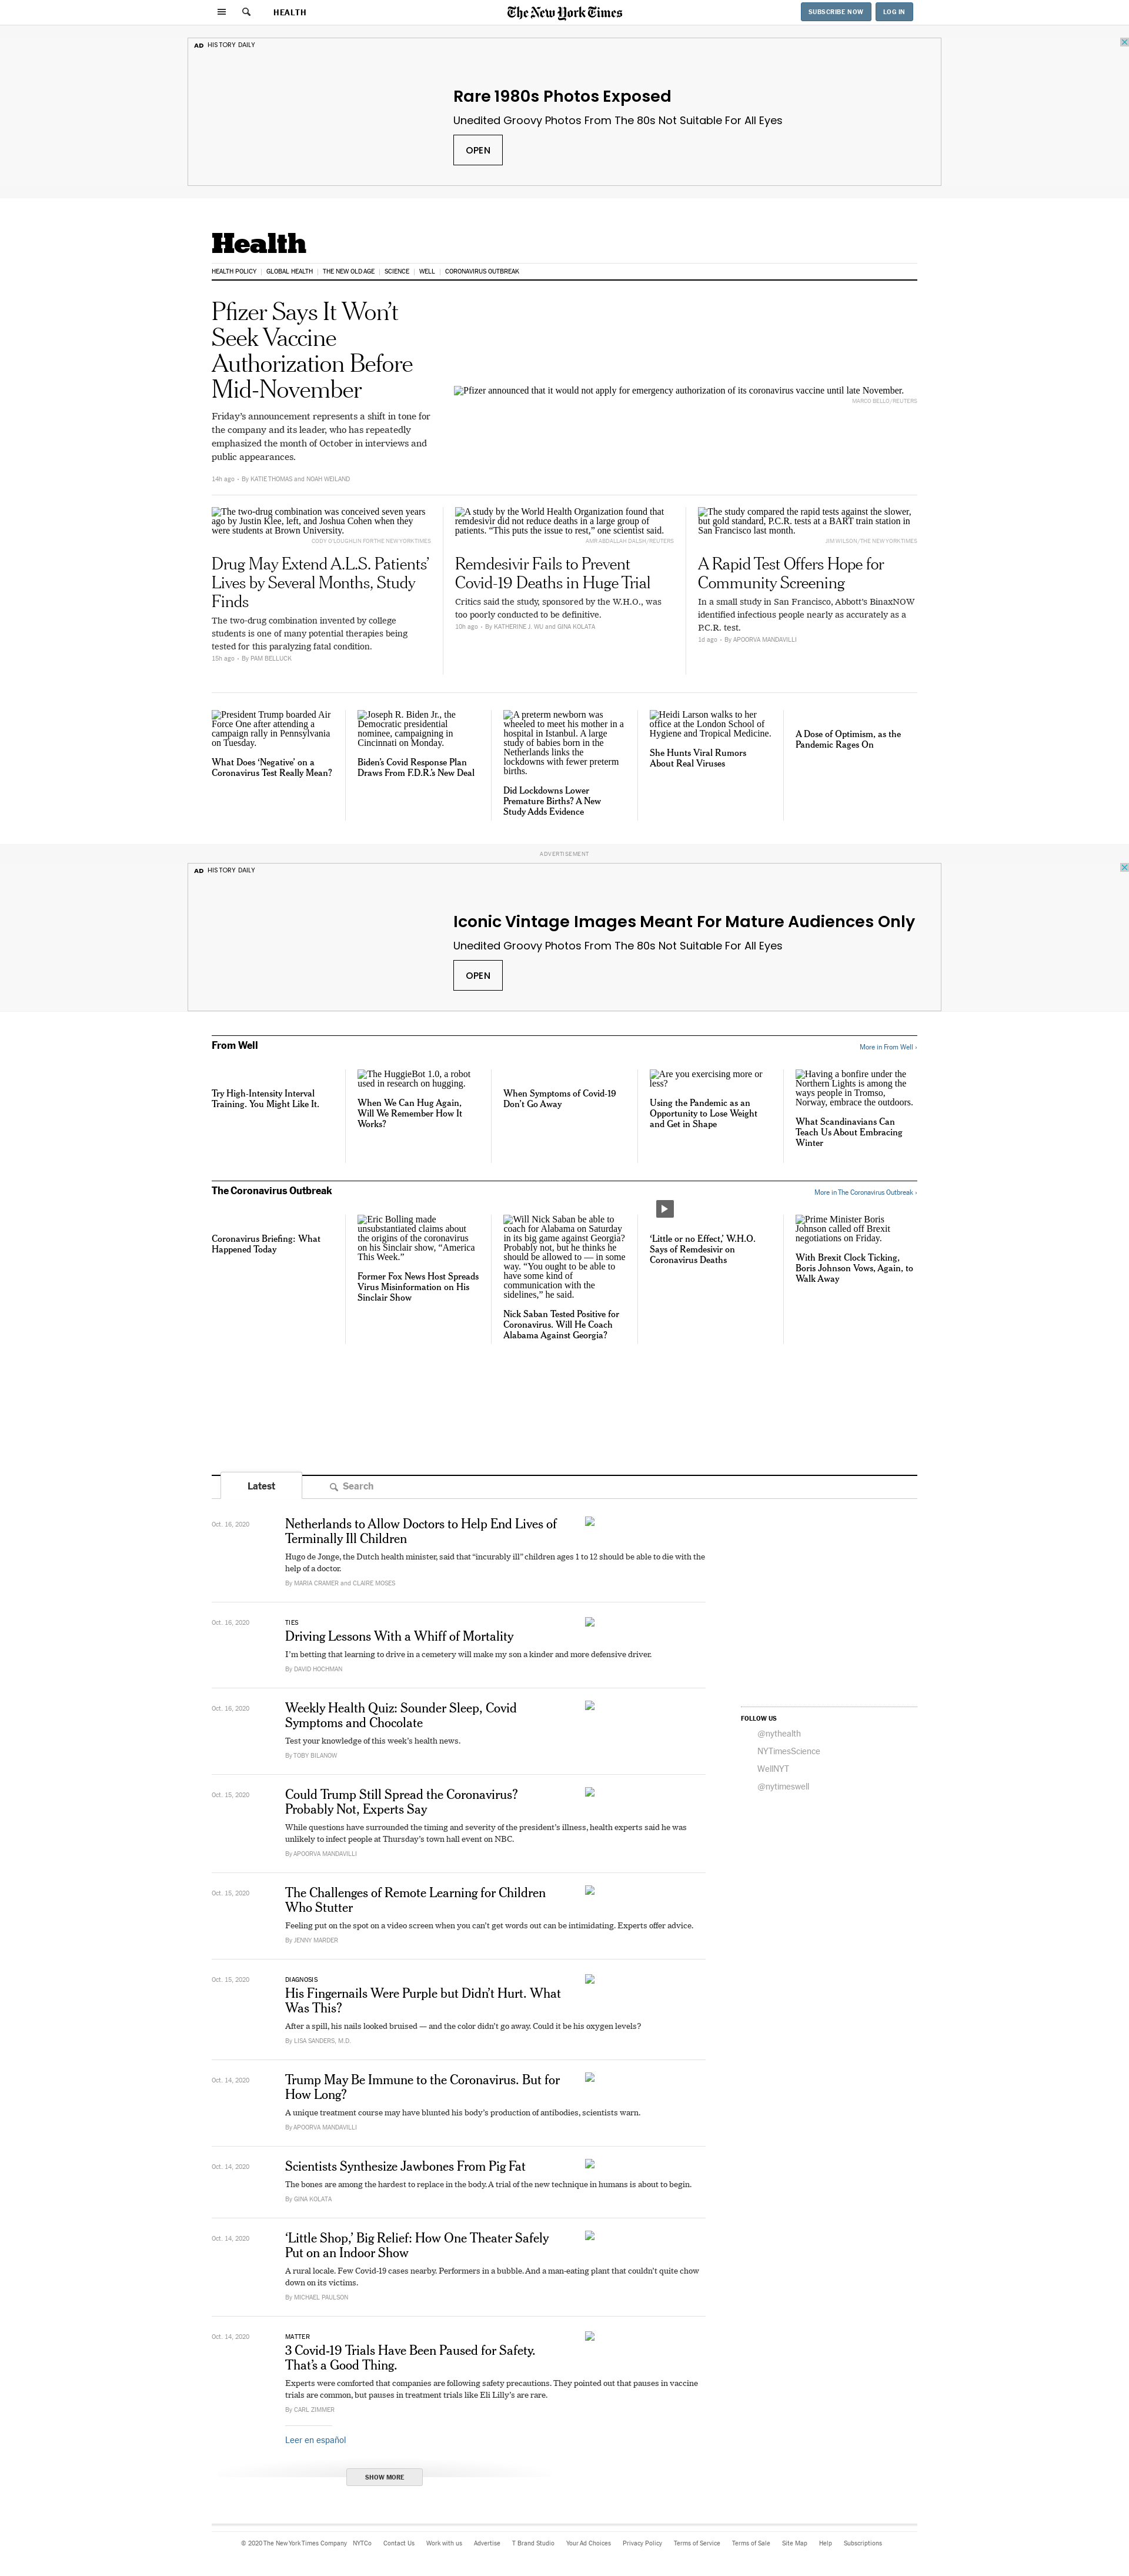 HEALTH
The New York Times
SUBSCRIBE NOW
LOG IN
AD HISTORY DAILY
Rare 1980s Photos Exposed
Unedited Groovy Photos From The 80s Not Suitable For All Eyes
OPEN
Health
HEALTH POLICY
GLOBAL HEALTH
THE NEW OLD AGE
SCIENCE
WELL
CORONAVIRUS OUTBREAK
Pfizer Says It Won’t
Seek Vaccine
Authorization Before
Mid-November
Friday’s announcement represents a shift in tone for
the company and its leader, who has repeatedly
emphasized the month of October in interviews and
public appearances.
14h ago - By KATIE THOMAS and NOAH WEILAND
Pfizer announced that it would not apply for emergency authorization of its coronavirus vaccine until late November.
MARCO BELLO/REUTERS
The two-drug combination was conceived seven years
ago by Justin Klee, left, and Joshua Cohen when they
were students at Brown University.
CODY O'LOUGHLIN FOR THE NEW YORK TIMES
Drug May Extend A.L.S. Patients’
Lives by Several Months, Study
Finds
The two-drug combination invented by college
students is one of many potential therapies being
tested for this paralyzing fatal condition.
15h ago - By PAM BELLUCK
A study by the World Health Organization found that
remdesivir did not reduce deaths in a large group of
patients. “This puts the issue to rest,” one scientist said.
AMR ABDALLAH DALSH/REUTERS
Remdesivir Fails to Prevent
Covid-19 Deaths in Huge Trial
Critics said the study, sponsored by the W.H.O., was
too poorly conducted to be definitive.
10h ago - By KATHERINE J. WU and GINA KOLATA
The study compared the rapid tests against the slower,
but gold standard, P.C.R. tests at a BART train station in
San Francisco last month.
JIM WILSON/THE NEW YORK TIMES
A Rapid Test Offers Hope for
Community Screening
In a small study in San Francisco, Abbott’s BinaxNOW
identified infectious people nearly as accurately as a
P.C.R. test.
1d ago - By APOORVA MANDAVILLI
President Trump boarded Air
Force One after attending a
campaign rally in Pennsylvania
on Tuesday.
What Does ‘Negative’ on a
Coronavirus Test Really Mean?
Joseph R. Biden Jr., the
Democratic presidential
nominee, campaigning in
Cincinnati on Monday.
Biden’s Covid Response Plan
Draws From F.D.R.’s New Deal
A preterm newborn was
wheeled to meet his mother in a
hospital in Istanbul. A large
study of babies born in the
Netherlands links the
lockdowns with fewer preterm
births.
Did Lockdowns Lower
Premature Births? A New
Study Adds Evidence
Heidi Larson walks to her
office at the London School of
Hygiene and Tropical Medicine.
She Hunts Viral Rumors
About Real Viruses
A Dose of Optimism, as the
Pandemic Rages On
ADVERTISEMENT
AD HISTORY DAILY
Iconic Vintage Images Meant For Mature Audiences Only
Unedited Groovy Photos From The 80s Not Suitable For All Eyes
OPEN
From Well
More in From Well ›
Try High-Intensity Interval
Training. You Might Like It.
The HuggieBot 1.0, a robot
used in research on hugging.
When We Can Hug Again,
Will We Remember How It
Works?
When Symptoms of Covid-19
Don’t Go Away
Are you exercising more or
less?
Using the Pandemic as an
Opportunity to Lose Weight
and Get in Shape
Having a bonfire under the
Northern Lights is among the
ways people in Tromso,
Norway, embrace the outdoors.
What Scandinavians Can
Teach Us About Embracing
Winter
The Coronavirus Outbreak
More in The Coronavirus Outbreak ›
Coronavirus Briefing: What
Happened Today
Eric Bolling made
unsubstantiated claims about
the origins of the coronavirus
on his Sinclair show, “America
This Week.”
Former Fox News Host Spreads
Virus Misinformation on His
Sinclair Show
Will Nick Saban be able to
coach for Alabama on Saturday
in its big game against Georgia?
Probably not, but he thinks he
should be allowed to — in some
way. “You ought to be able to
have some kind of
communication with the
sidelines,” he said.
Nick Saban Tested Positive for
Coronavirus. Will He Coach
Alabama Against Georgia?
‘Little or no Effect,’ W.H.O.
Says of Remdesivir on
Coronavirus Deaths
Prime Minister Boris
Johnson called off Brexit
negotiations on Friday.
With Brexit Clock Ticking,
Boris Johnson Vows, Again, to
Walk Away
Latest
Search
Oct. 16, 2020
Netherlands to Allow Doctors to Help End Lives of
Terminally Ill Children
Hugo de Jonge, the Dutch health minister, said that “incurably ill” children ages 1 to 12 should be able to die with the
help of a doctor.
By MARIA CRAMER and CLAIRE MOSES
Oct. 16, 2020
TIES
Driving Lessons With a Whiff of Mortality
I’m betting that learning to drive in a cemetery will make my son a kinder and more defensive driver.
By DAVID HOCHMAN
Oct. 16, 2020
Weekly Health Quiz: Sounder Sleep, Covid
Symptoms and Chocolate
Test your knowledge of this week’s health news.
By TOBY BILANOW
FOLLOW US
@nythealth
NYTimesScience
WellNYT
@nytimeswell
Oct. 15, 2020
Could Trump Still Spread the Coronavirus?
Probably Not, Experts Say
While questions have surrounded the timing and severity of the president’s illness, health experts said he was
unlikely to infect people at Thursday’s town hall event on NBC.
By APOORVA MANDAVILLI
Oct. 15, 2020
The Challenges of Remote Learning for Children
Who Stutter
Feeling put on the spot on a video screen when you can’t get words out can be intimidating. Experts offer advice.
By JENNY MARDER
Oct. 15, 2020
DIAGNOSIS
His Fingernails Were Purple but Didn’t Hurt. What
Was This?
After a spill, his nails looked bruised — and the color didn’t go away. Could it be his oxygen levels?
By LISA SANDERS, M.D.
Oct. 14, 2020
Trump May Be Immune to the Coronavirus. But for
How Long?
A unique treatment course may have blunted his body’s production of antibodies, scientists warn.
By APOORVA MANDAVILLI
Oct. 14, 2020
Scientists Synthesize Jawbones From Pig Fat
The bones are among the hardest to replace in the body. A trial of the new technique in humans is about to begin.
By GINA KOLATA
Oct. 14, 2020
‘Little Shop,’ Big Relief: How One Theater Safely
Put on an Indoor Show
A rural locale. Few Covid-19 cases nearby. Performers in a bubble. And a man-eating plant that couldn’t quite chow
down on its victims.
By MICHAEL PAULSON
Oct. 14, 2020
MATTER
3 Covid-19 Trials Have Been Paused for Safety.
That’s a Good Thing.
Experts were comforted that companies are following safety precautions. They pointed out that pauses in vaccine
trials are common, but pauses in treatment trials like Eli Lilly’s are rare.
By CARL ZIMMER
Leer en español
SHOW MORE
© 2020 The New York Times Company NYTCo Contact Us Work with us Advertise T Brand Studio Your Ad Choices Privacy Policy Terms of Service Terms of Sale Site Map Help Subscriptions